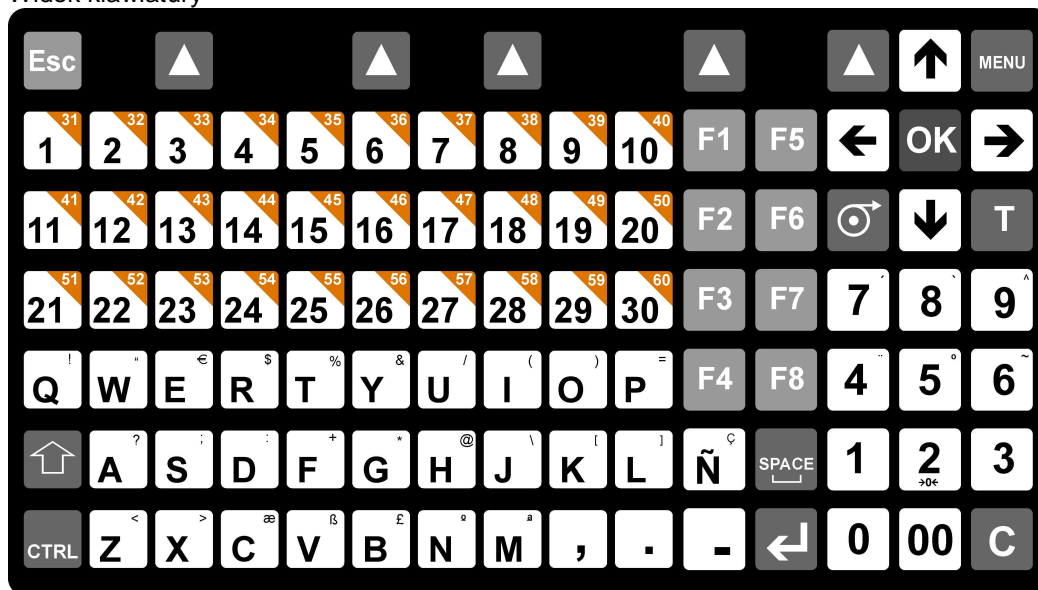 Widok klawiatury
Esc MENU
31 32 33 34 35 36 37 38 39 40
1 2 3 4 5 6 7 8 9 10 F1 F5 OK
41 42 43 44 45 46 47 48 49 50
11 12 13 14 15 16 17 18 19 20 F2 F6 T
51 52 53 54 55 56 57 58 59 60 ´ ` ^
21 22 23 24 25 26 27 28 29 30 F3 F7 7 8 9
! “ € $ % & / ( ) = ¨ º ~
Q W E R T Y U I O P F4 F8 4 5 6
? ; : + * @ \ [ ] Ç
A S D F G H J K L Ñ SPACE 1 2 3
→0←
< > æ ß £ º ª
CTRL Z X C V B N M , . - 0 00 C